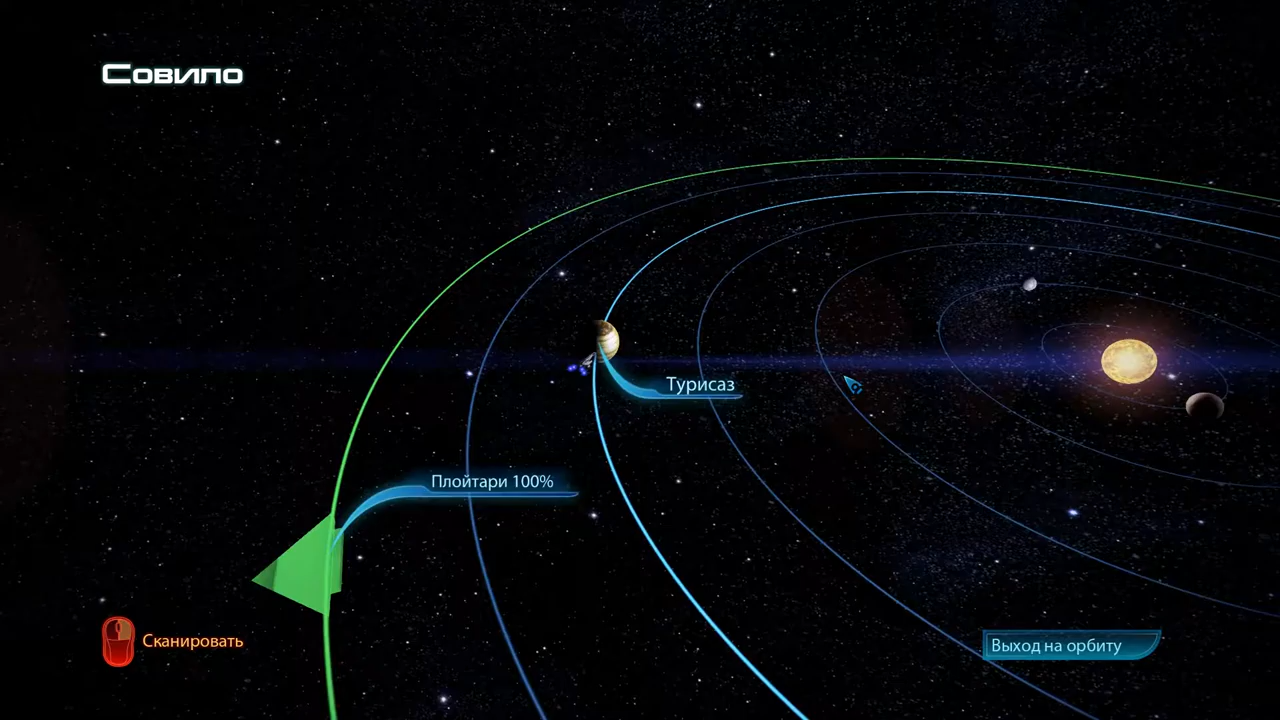 Совило
Турисаз
Плойтари 100%
Сканировать
Выход на орбиту